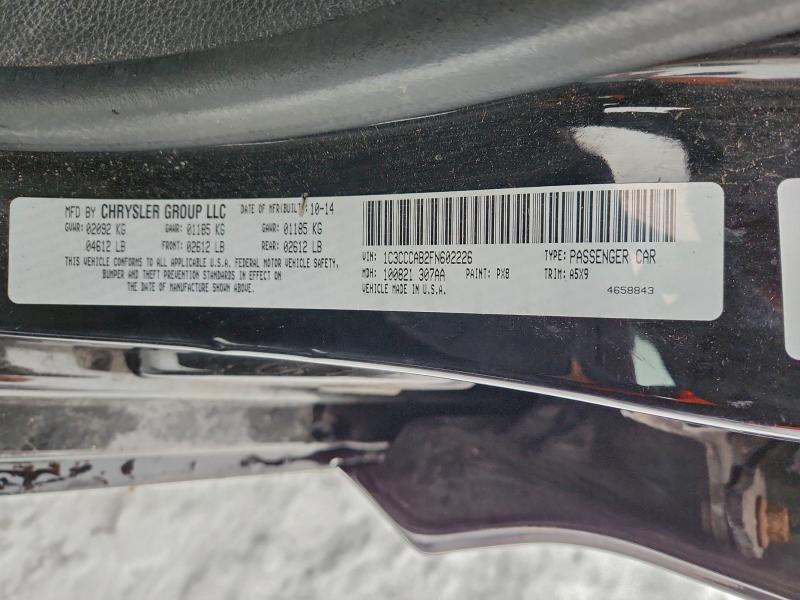 MFD BY CHRYSLER GROUP LLC DATE OF MFR(BUILT): 10-14
GVWR: 02092 KG GAWR: 01185 KG GAWR: 01185 KG
04612 LB FRONT: 02612 LB REAR: 02612 LB
THIS VEHICLE CONFORMS TO ALL APPLICABLE U.S.A. FEDERAL MOTOR VEHICLE SAFETY,
BUMPER AND THEFT PREVENTION STANDARDS IN EFFECT ON
THE DATE OF MANUFACTURE SHOWN ABOVE.
VIN: 1C3CCCAB2FN602226 TYPE: PASSENGER CAR
MDH: 100821 307AA PAINT: PX8 TRIM: A5X9
VEHICLE MADE IN U.S.A.
4658843